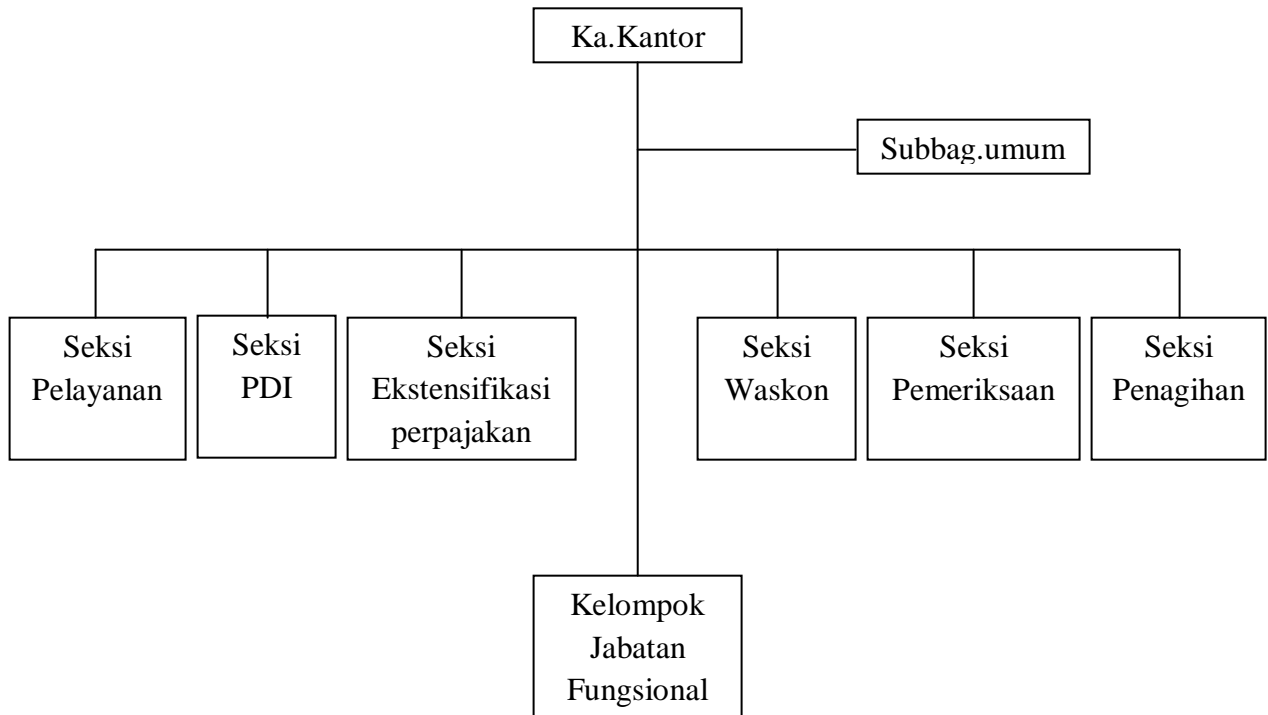 Ka.Kantor
Subbag.umum
Seksi
Pelayanan
Seksi
PDI
Seksi
Ekstensifikasi
perpajakan
Seksi
Waskon
Seksi
Pemeriksaan
Seksi
Penagihan
Kelompok
Jabatan
Fungsional